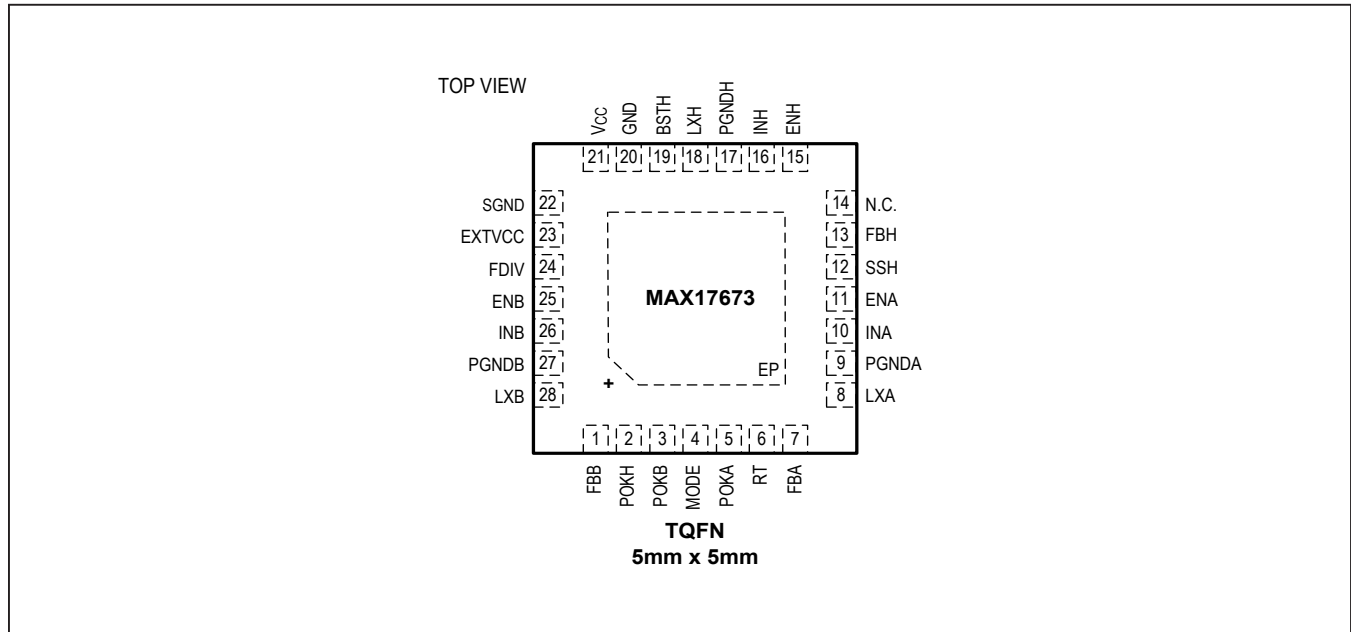 TOP VIEW
VCC GND BSTH LXH PGNDH INH ENH
21 20 19 18 17 16 15
SGND 22 14 N.C.
EXTVCC 23 13 FBH
FDIV 24 12 SSH
ENB 25 MAX17673 11 ENA
INB 26 10 INA
PGNDB 27 9 PGNDA
EP
+
LXB 28 8 LXA
1 2 3 4 5 6 7
FBB POKH POKB MODE POKA RT FBA
TQFN
5mm x 5mm